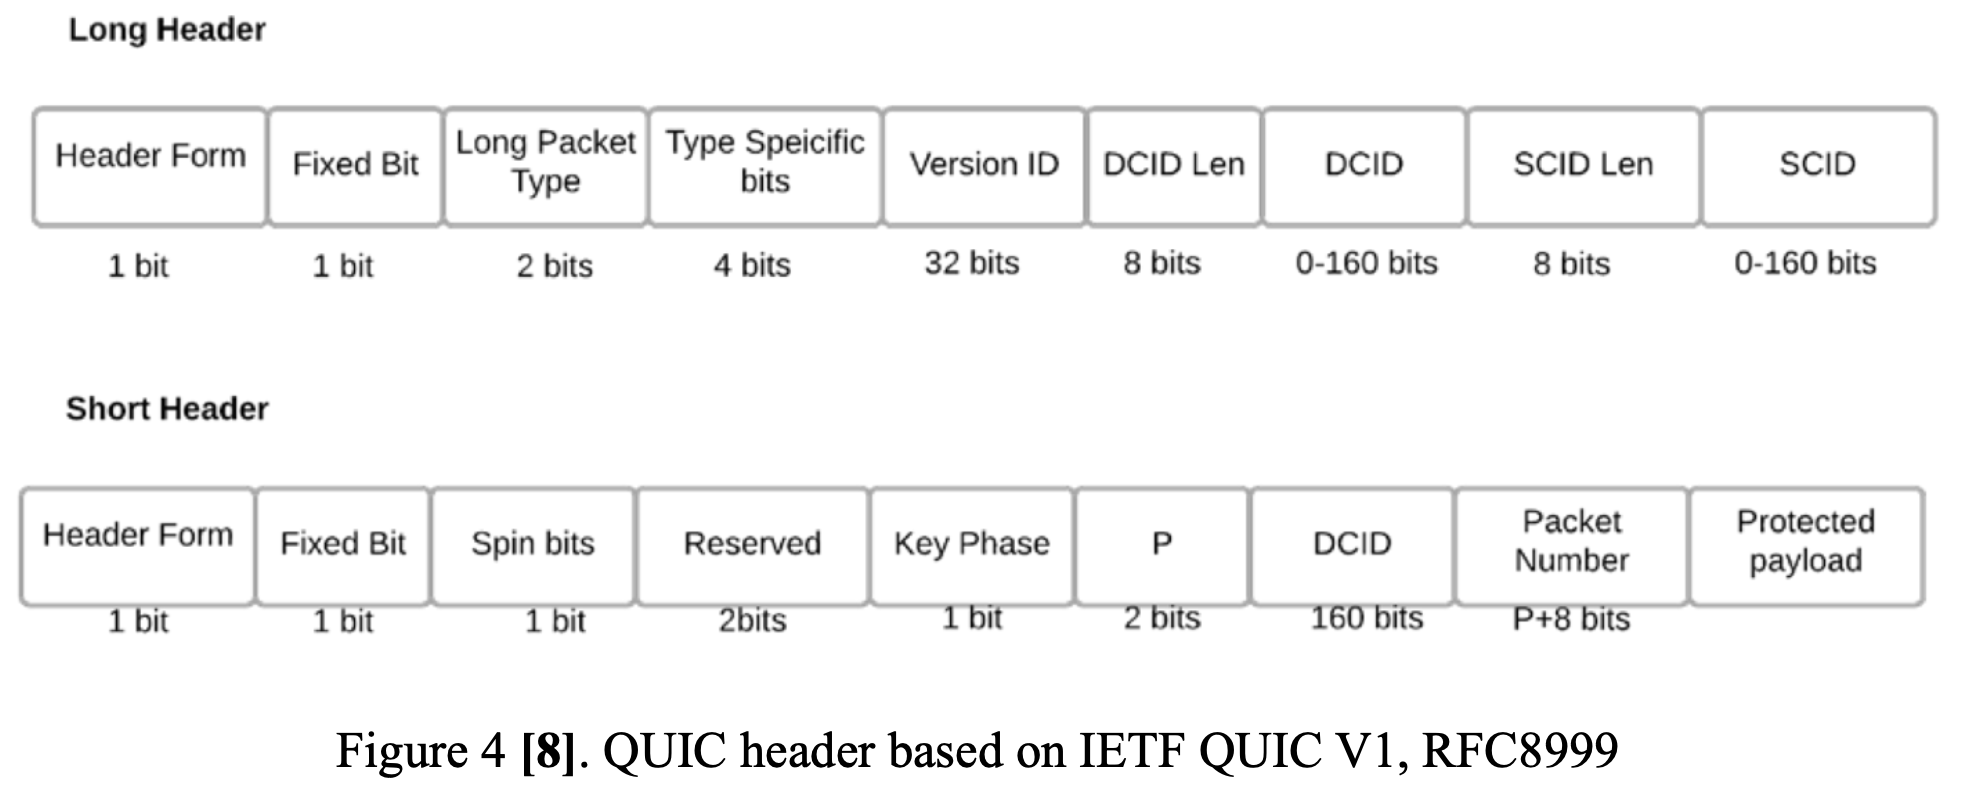 Long Header
Header Form
Fixed Bit
Long Packet
Type
Type Speicific
bits
Version ID
DCID Len
DCID
SCID Len
SCID
1 bit
1 bit
2 bits
4 bits
32 bits
8 bits
0-160 bits
8 bits
0-160 bits
Short Header
Header Form
Fixed Bit
Spin bits
Reserved
Key Phase
P
DCID
Packet
Number
Protected
payload
1 bit
1 bit
1 bit
2bits
1 bit
2 bits
160 bits
P+8 bits
Figure 4 [8]. QUIC header based on IETF QUIC V1, RFC8999